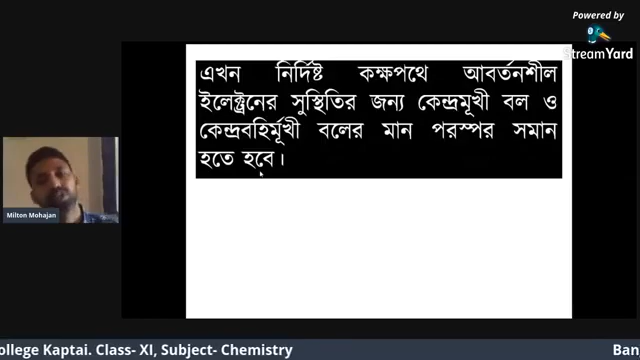 Powered by
StreamYard
এখন নির্দিষ্ট কক্ষপথে আবর্তনশীল
ইলেক্ট্রনের সুস্থিতির জন্য কেন্দ্রমূখী বল ও
কেন্দ্রবহির্মূখী বলের মান পরস্পর সমান
হতে হবে।
Milton Mohajan
ollege Kaptai. Class- XI, Subject- Chemistry
Ban